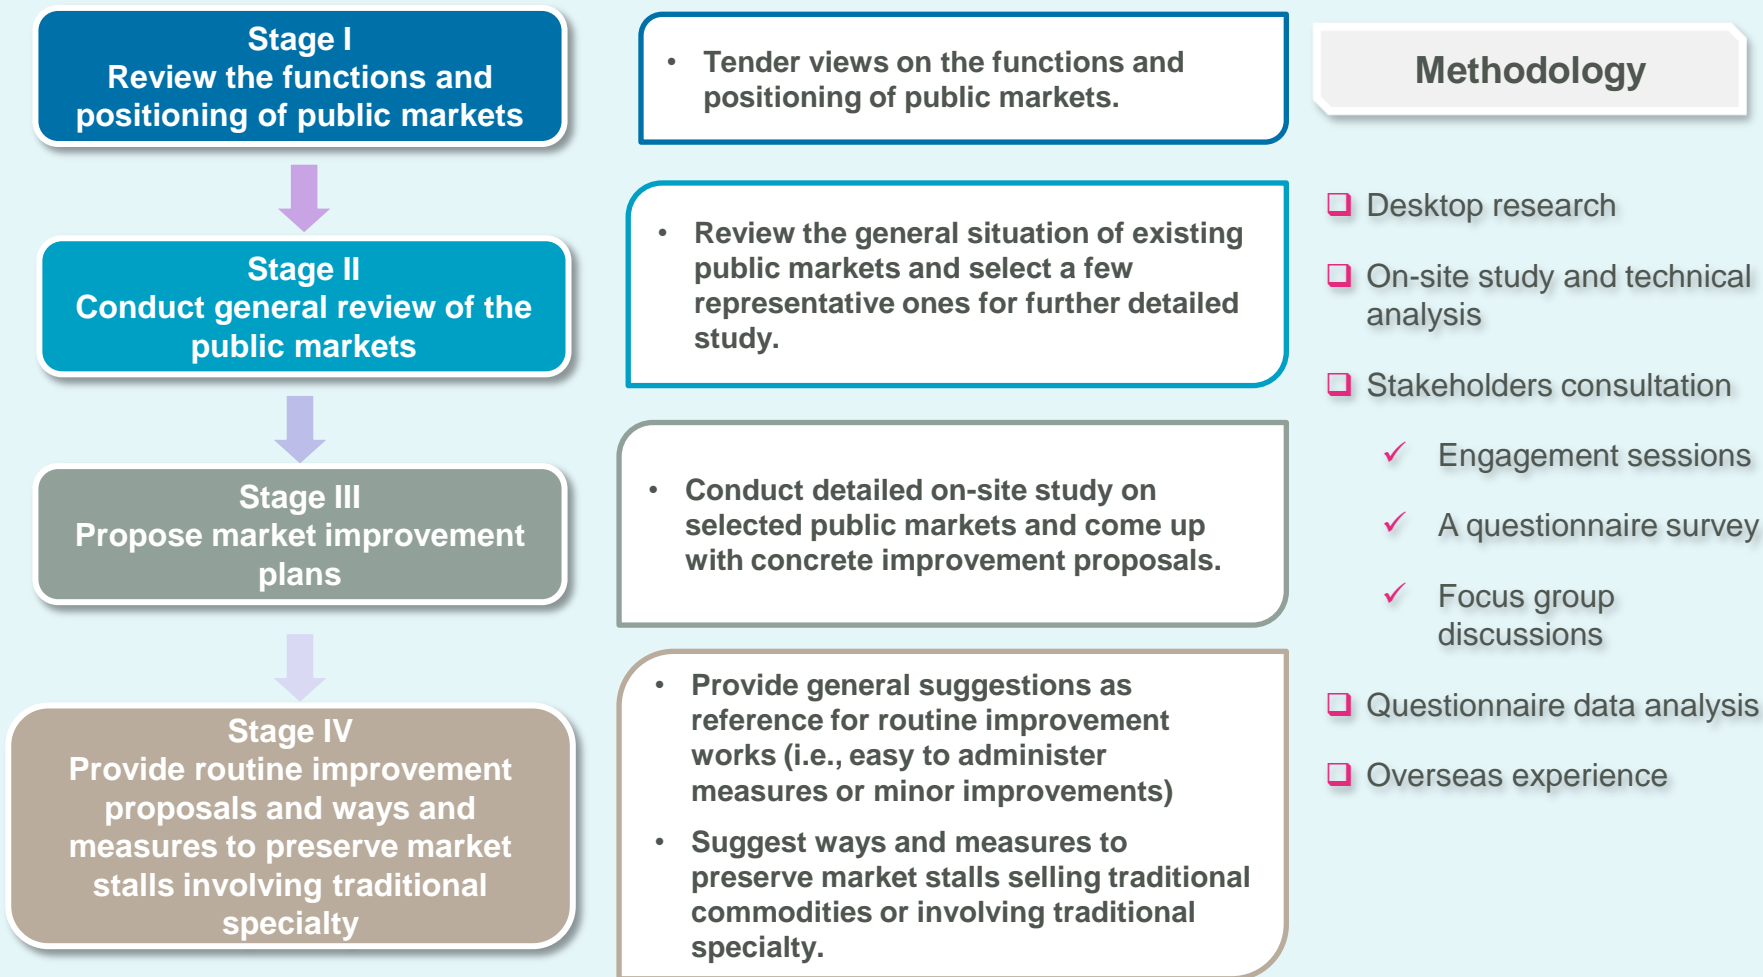 Stage I
Review the functions and
positioning of public markets
• Tender views on the functions and
positioning of public markets.
Stage II
Conduct general review of the
public markets
• Review the general situation of existing
public markets and select a few
representative ones for further detailed
study.
Stage III
Propose market improvement
plans
• Conduct detailed on-site study on
selected public markets and come up
with concrete improvement proposals.
Stage IV
Provide routine improvement
proposals and ways and
measures to preserve market
stalls involving traditional
specialty
• Provide general suggestions as
reference for routine improvement
works (i.e., easy to administer
measures or minor improvements)
• Suggest ways and measures to
preserve market stalls selling traditional
commodities or involving traditional
specialty.
Methodology
❑ Desktop research
❑ On-site study and technical
analysis
❑ Stakeholders consultation
✓ Engagement sessions
✓ A questionnaire survey
✓ Focus group
discussions
❑ Questionnaire data analysis
❑ Overseas experience